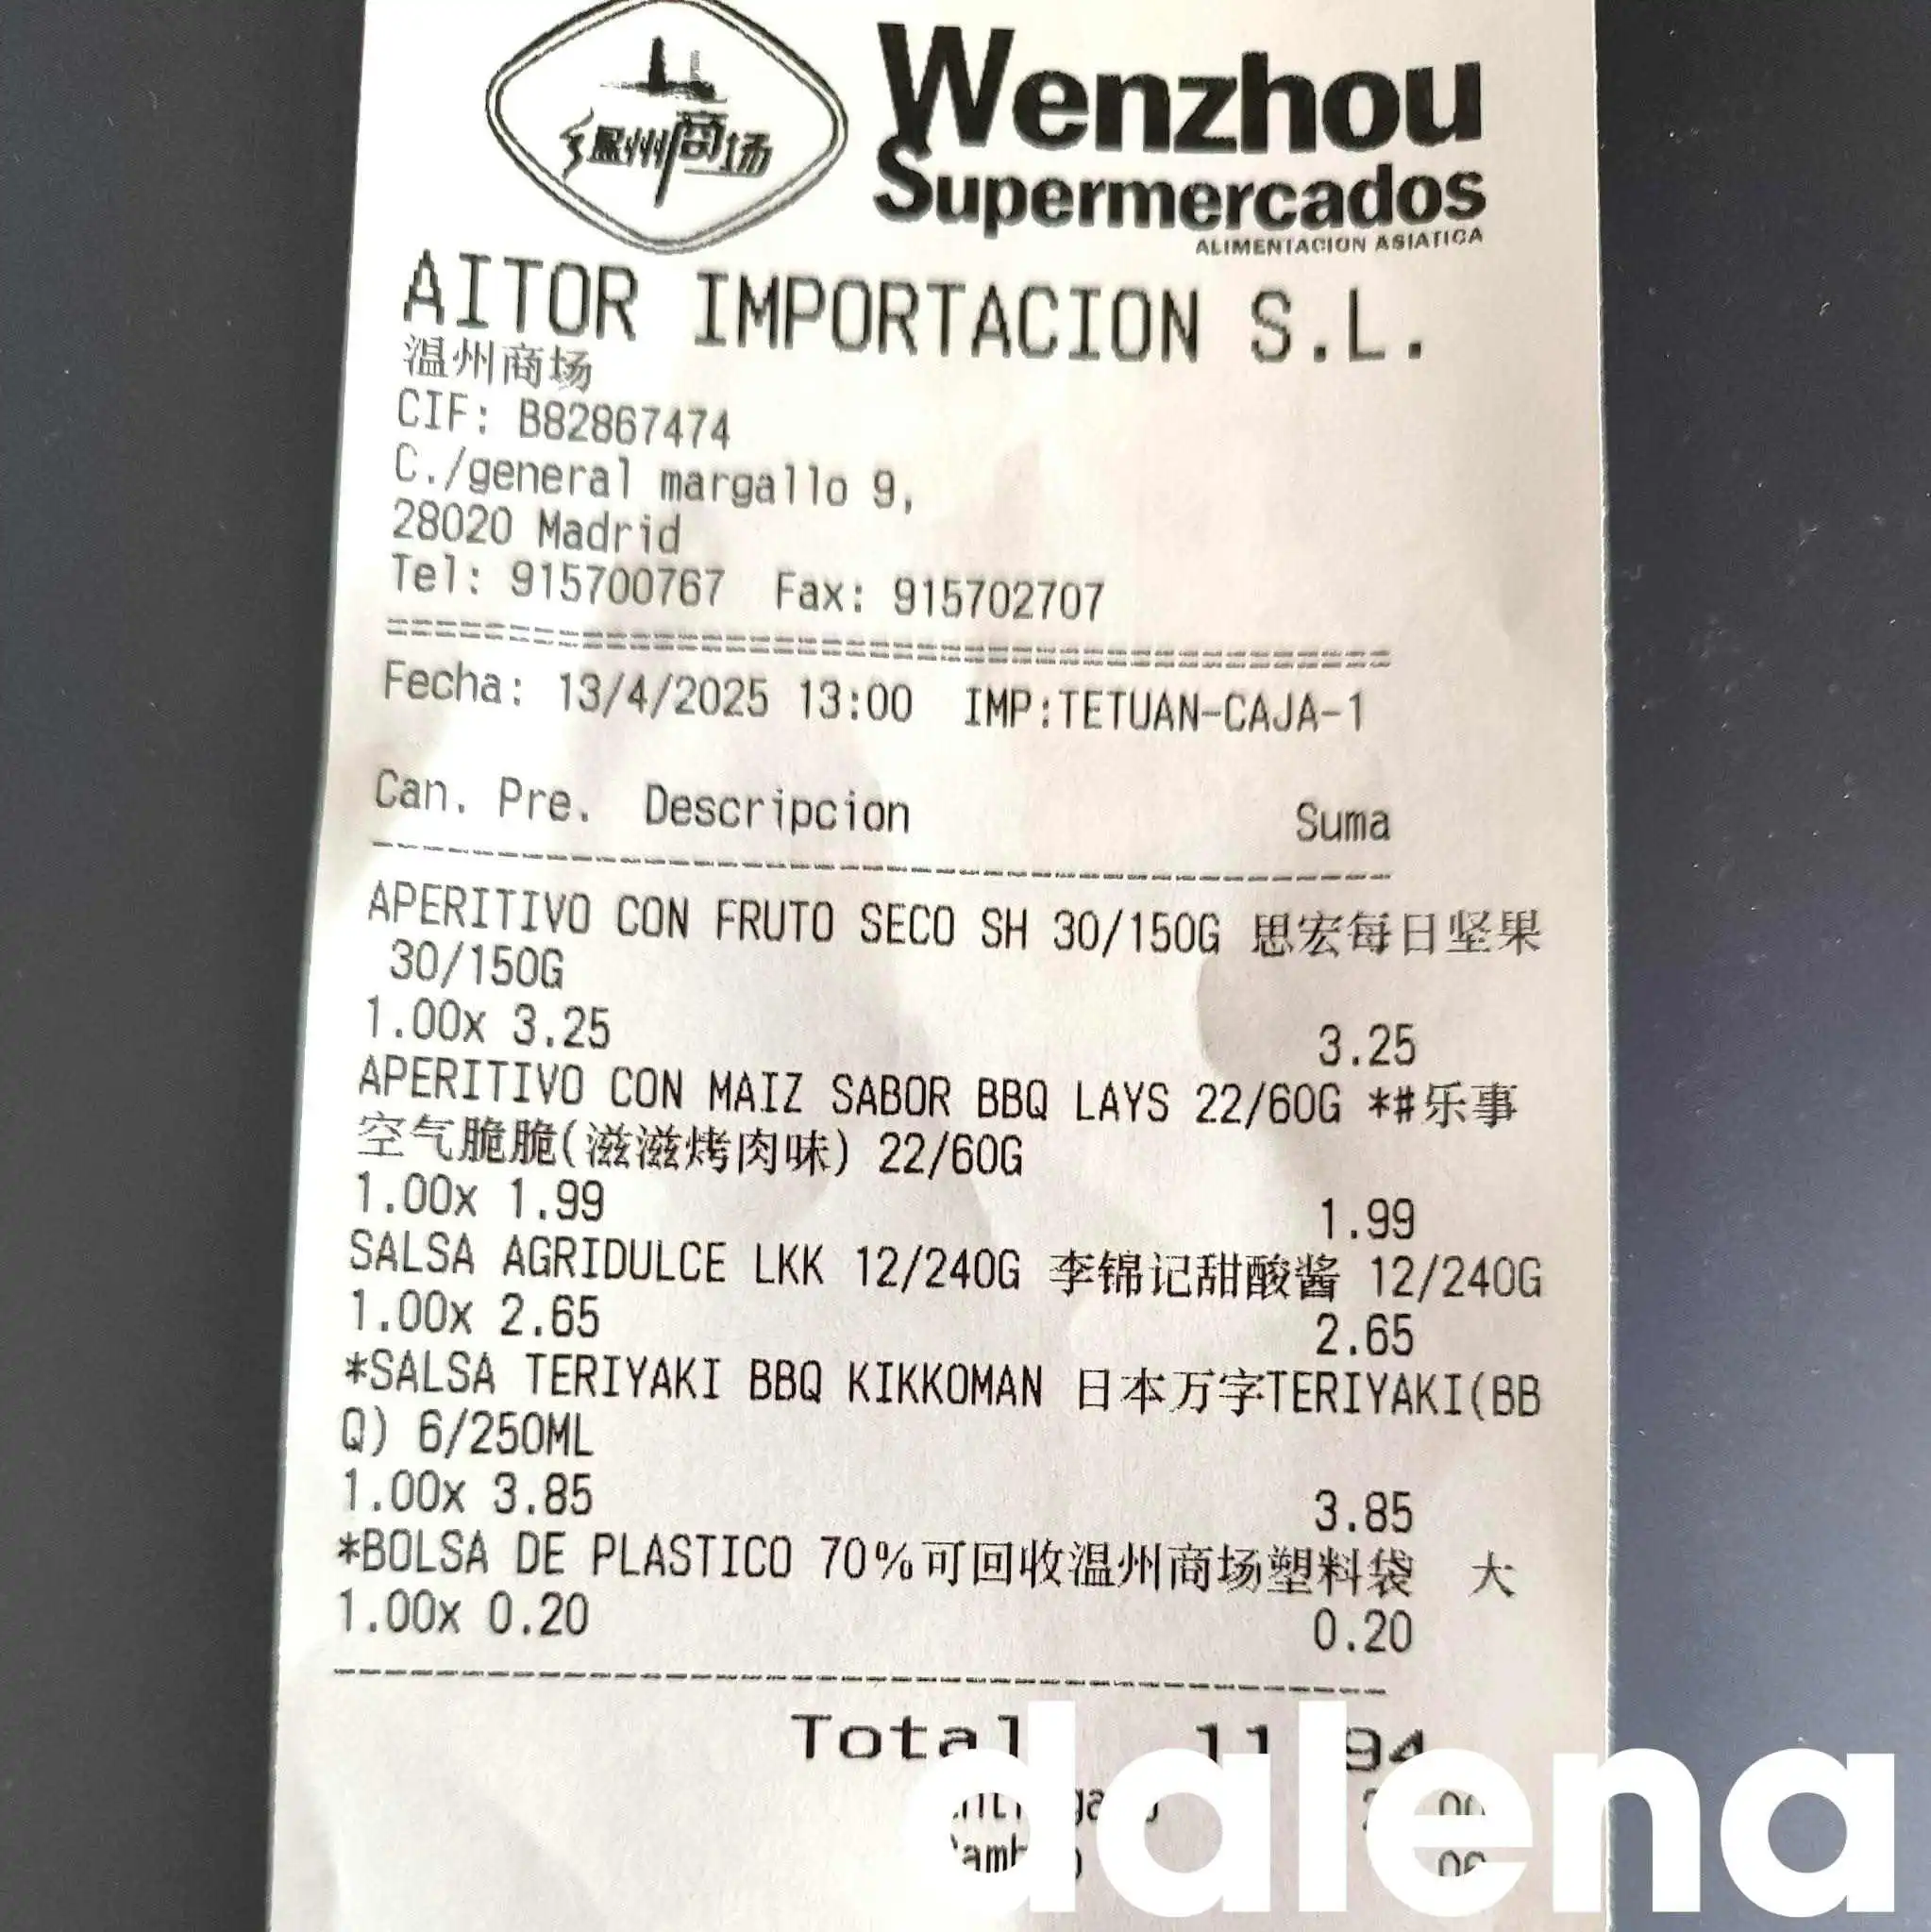 温州商场
Wenzhou
Supermercados
ALIMENTACION ASIATICA
AITOR IMPORTACION S.L.
温州商场
CIF: B82867474
C./general margallo 9,
28020 Madrid
Tel: 915700767 Fax: 915702707
Fecha: 13/4/2025 13:00 IMP:TETUAN-CAJA-1
Can. Pre. Descripcion Suma
APERITIVO CON FRUTO SECO SH 30/150G 思宏每日坚果
30/150G
1.00x 3.25 3.25
APERITIVO CON MAIZ SABOR BBQ LAYS 22/60G *#乐事
空气脆脆(滋滋烤肉味) 22/60G
1.00x 1.99 1.99
SALSA AGRIDULCE LKK 12/240G 李锦记甜酸酱 12/240G
1.00x 2.65 2.65
*SALSA TERIYAKI BBQ KIKKOMAN 日本万字TERIYAKI(BB
Q) 6/250ML
1.00x 3.85 3.85
*BOLSA DE PLASTICO 70%可回收温州商场塑料袋 大
1.00x 0.20 0.20
Total 11.94
dalena